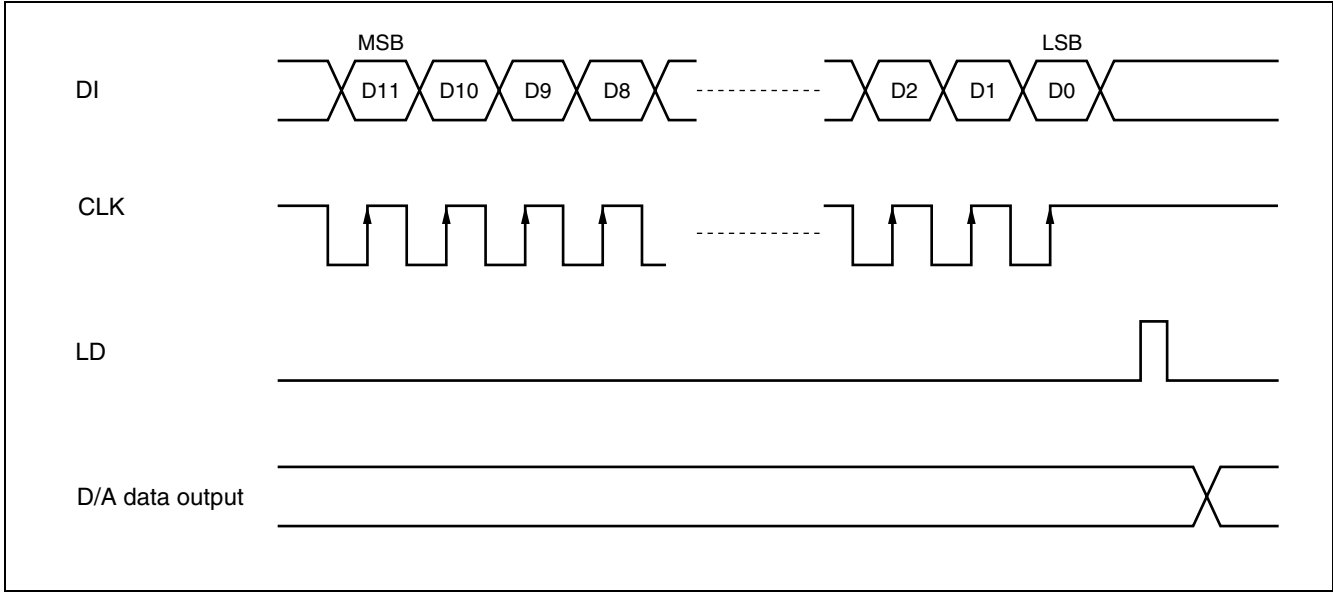 MSB LSB
DI D11 D10 D9 D8 D2 D1 D0
CLK
LD
D/A data output